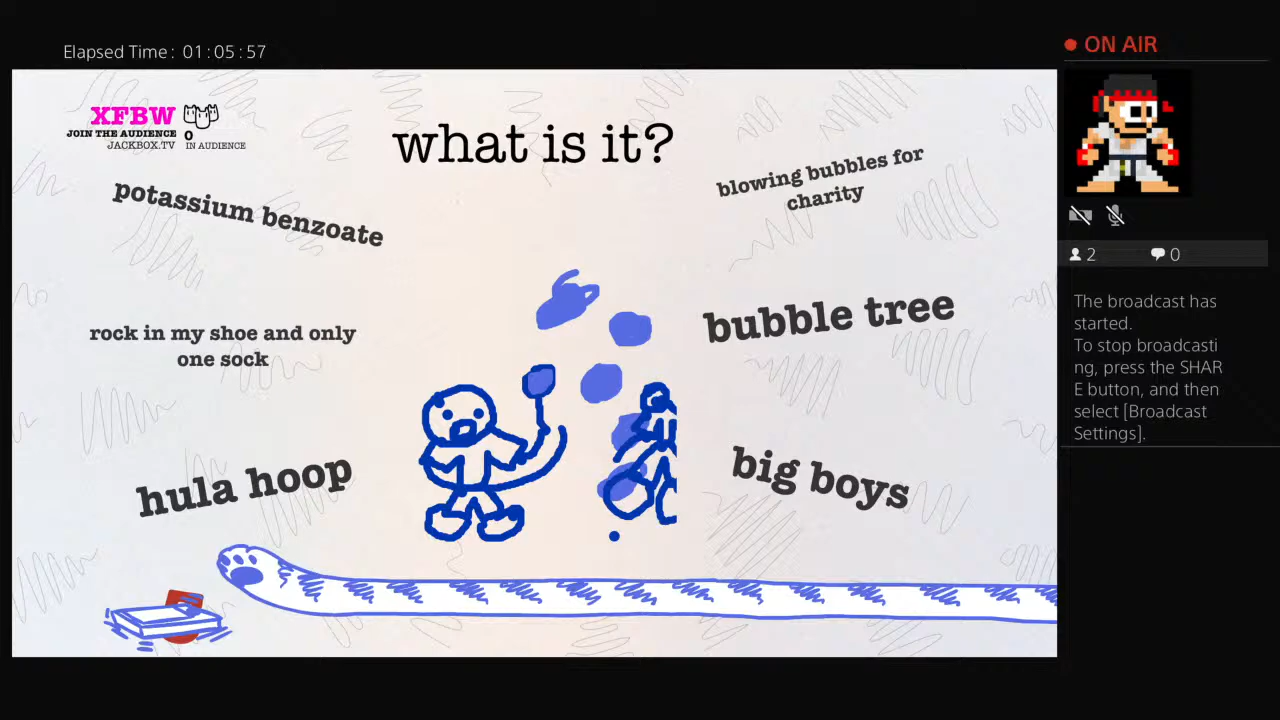 Elapsed Time: 01:05:57
ON AIR
XFBW
JOIN THE AUDIENCE
JACKBOX.TV
0
IN AUDIENCE
what is it?
potassium benzoate
blowing bubbles for
charity
rock in my shoe and only
one sock
bubble tree
hula hoop
big boys
2
0
The broadcast has
started.
To stop broadcasti
ng, press the SHAR
E button, and then
select [Broadcast
Settings].